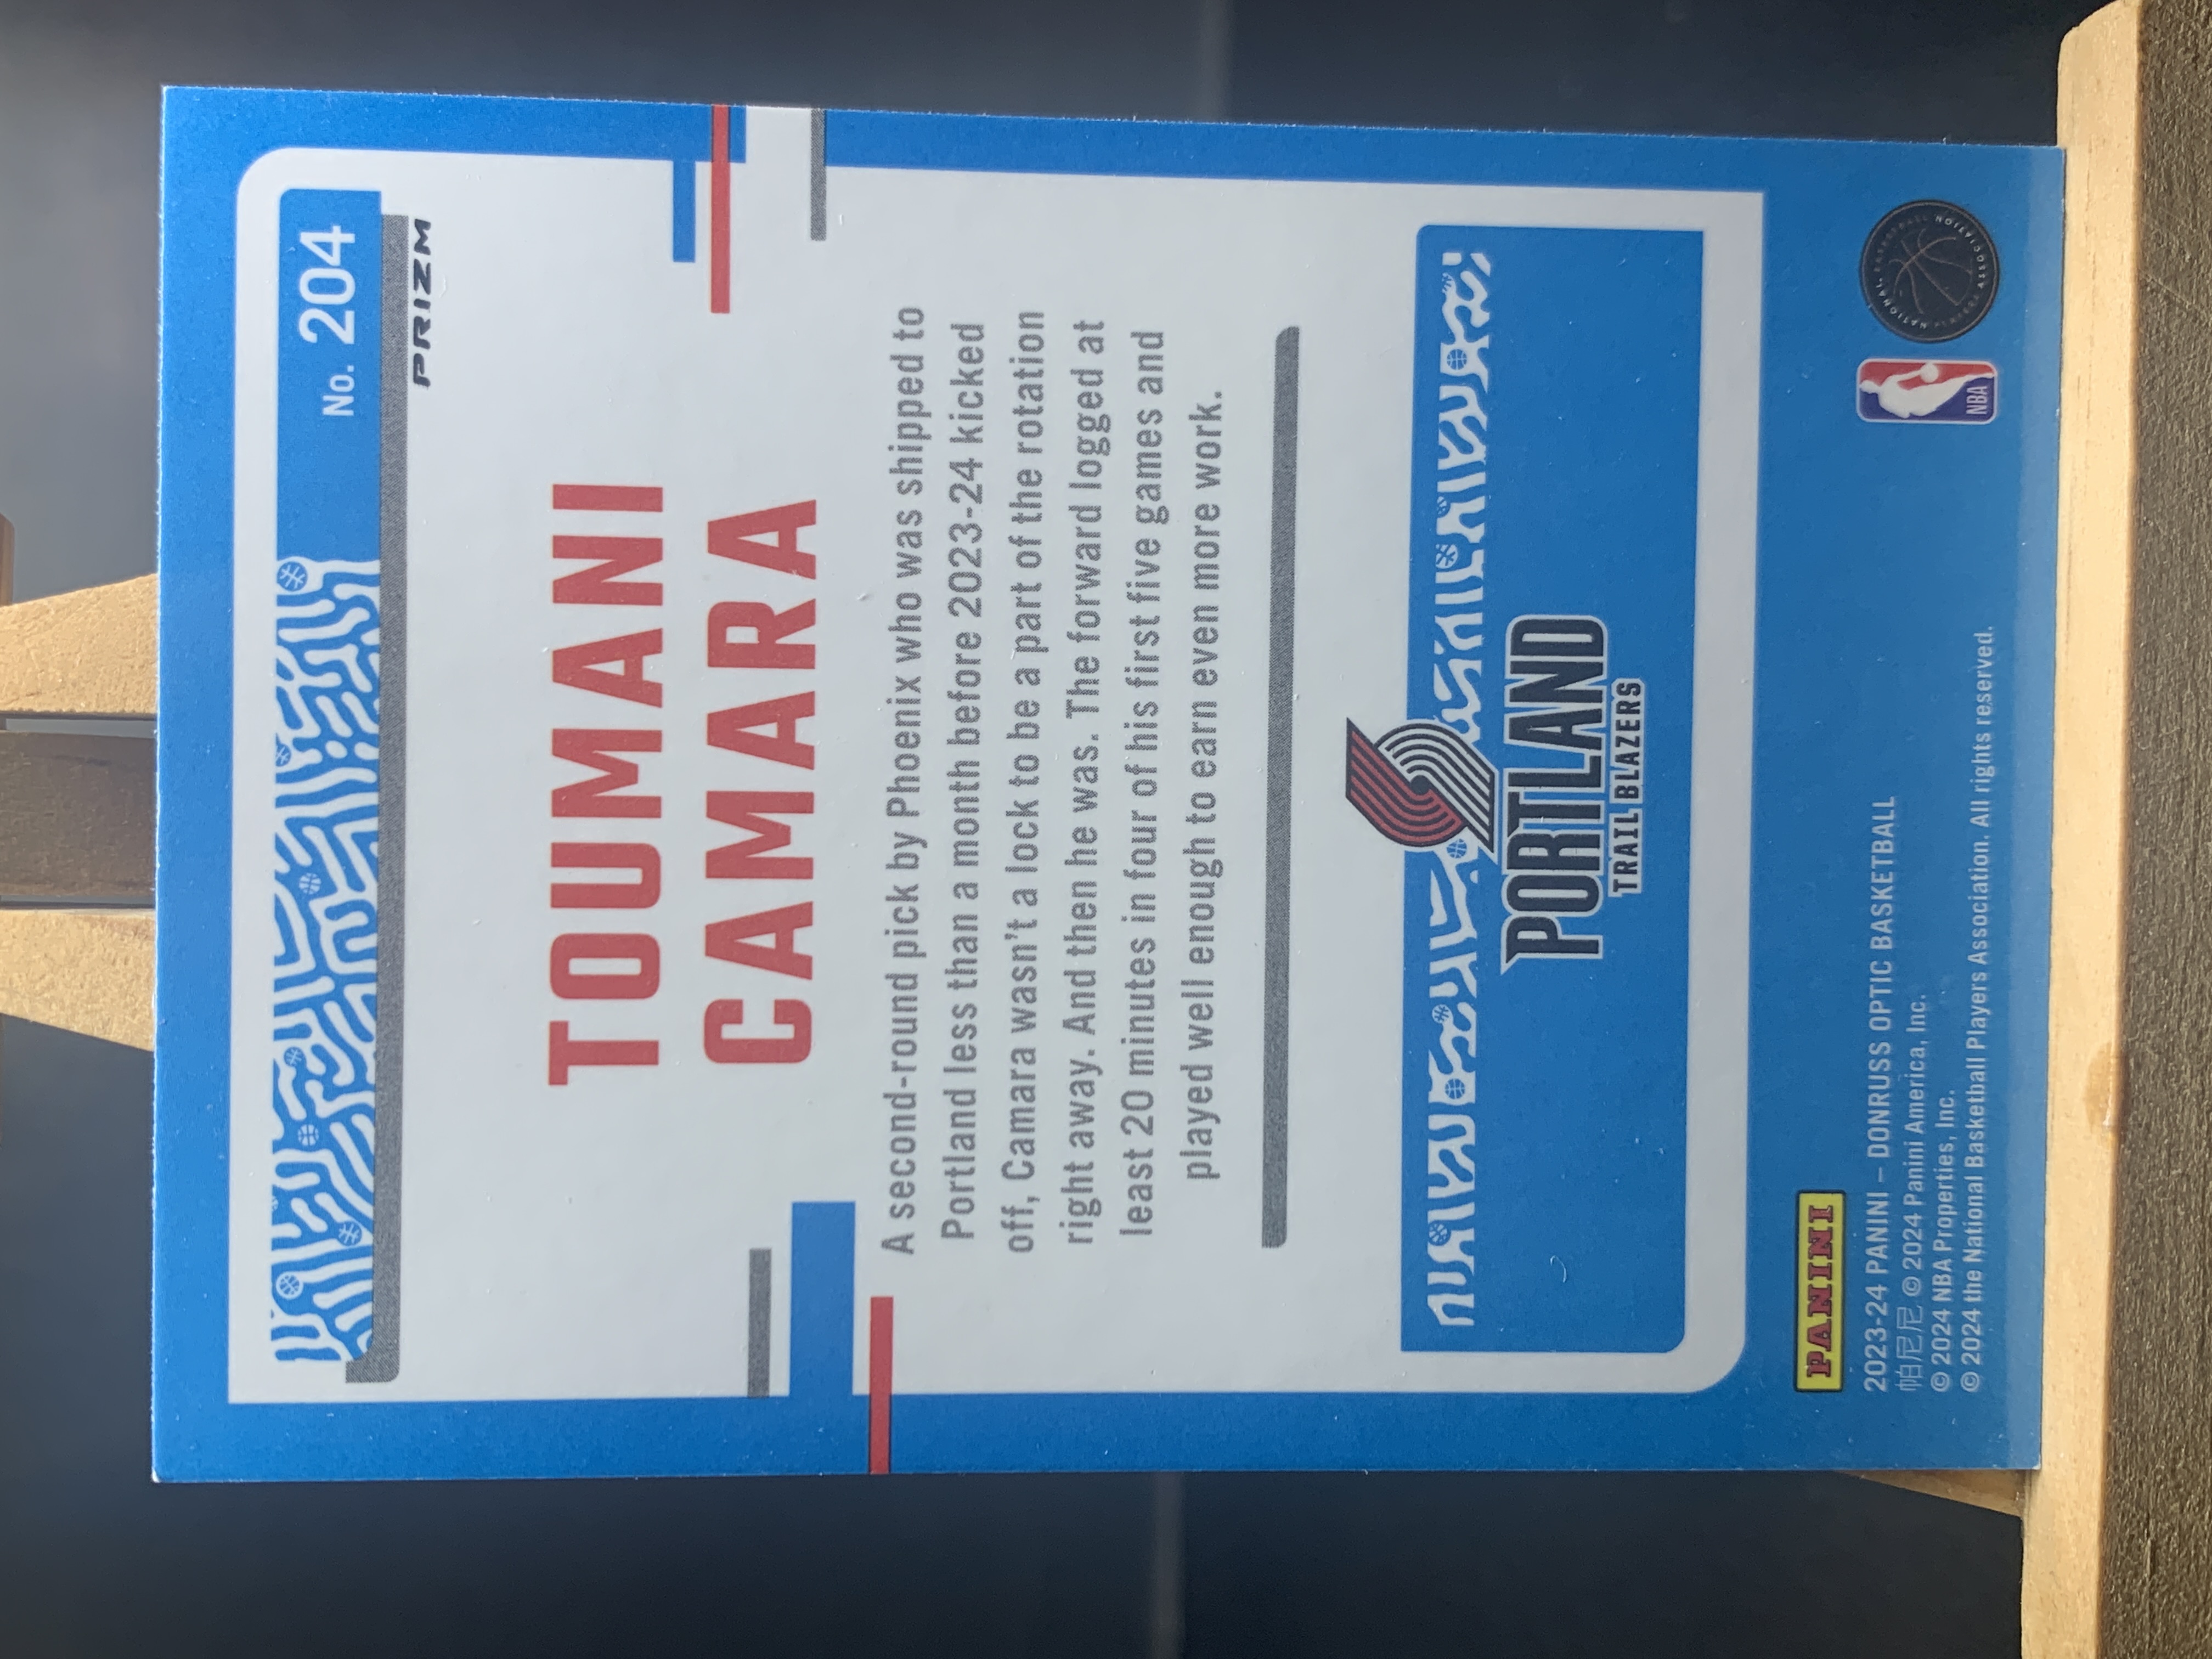 No. 204
PRIZM
TOUMANI
CAMARA
A second-round pick by Phoenix who was shipped to
Portland less than a month before 2023-24 kicked
off, Camara wasn't a lock to be a part of the rotation
right away. And then he was. The forward logged at
least 20 minutes in four of his first five games and
played well enough to earn even more work.
PORTLAND
TRAIL BLAZERS
PANINI
2023-24 PANINI – DONRUSS OPTIC BASKETBALL
帕尼尼 © 2024 Panini America, Inc.
© 2024 NBA Properties, Inc.
© 2024 the National Basketball Players Association. All rights reserved.
NBA
NATIONAL BASKETBALL PLAYERS ASSOCIATION